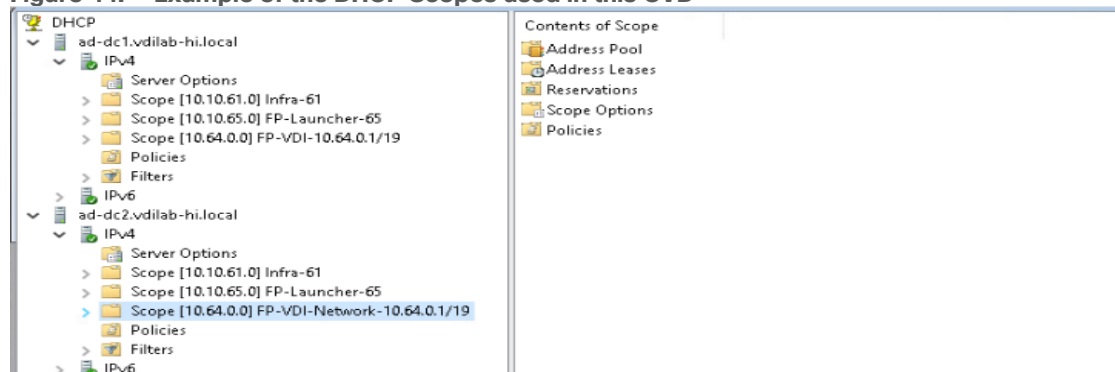 DHCP
ad-dc1.vdilab-hi.local
IPv4
Server Options
Scope [10.10.61.0] Infra-61
Scope [10.10.65.0] FP-Launcher-65
Scope [10.64.0.0] FP-VDI-10.64.0.1/19
Policies
Filters
IPv6
ad-dc2.vdilab-hi.local
IPv4
Server Options
Scope [10.10.61.0] Infra-61
Scope [10.10.65.0] FP-Launcher-65
Scope [10.64.0.0] FP-VDI-Network-10.64.0.1/19
Policies
Filters
IPv6
Contents of Scope
Address Pool
Address Leases
Reservations
Scope Options
Policies